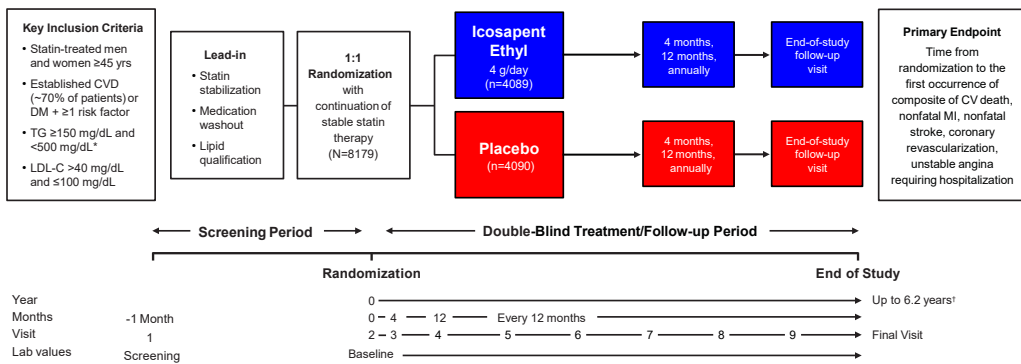 Key Inclusion Criteria
• Statin-treated men
and women ≥45 yrs
• Established CVD
(~70% of patients) or
DM + ≥1 risk factor
• TG ≥150 mg/dL and
<500 mg/dL*
• LDL-C >40 mg/dL
and ≤100 mg/dL
Lead-in
• Statin
stabilization
• Medication
washout
• Lipid
qualification
1:1
Randomization
with
continuation of
stable statin
therapy
(N=8179)
Icosapent
Ethyl
4 g/day
(n=4089)
4 months,
12 months,
annually
End-of-study
follow-up
visit
Placebo
(n=4090)
4 months,
12 months,
annually
End-of-study
follow-up
visit
Primary Endpoint
Time from
randomization to the
first occurrence of
composite of CV death,
nonfatal MI, nonfatal
stroke, coronary
revascularization,
unstable angina
requiring hospitalization
Screening Period Double-Blind Treatment/Follow-up Period
Randomization End of Study
Year 0 Up to 6.2 years†
Months -1 Month 0 4 12 Every 12 months
Visit 1 2 3 4 5 6 7 8 9 Final Visit
Lab values Screening Baseline